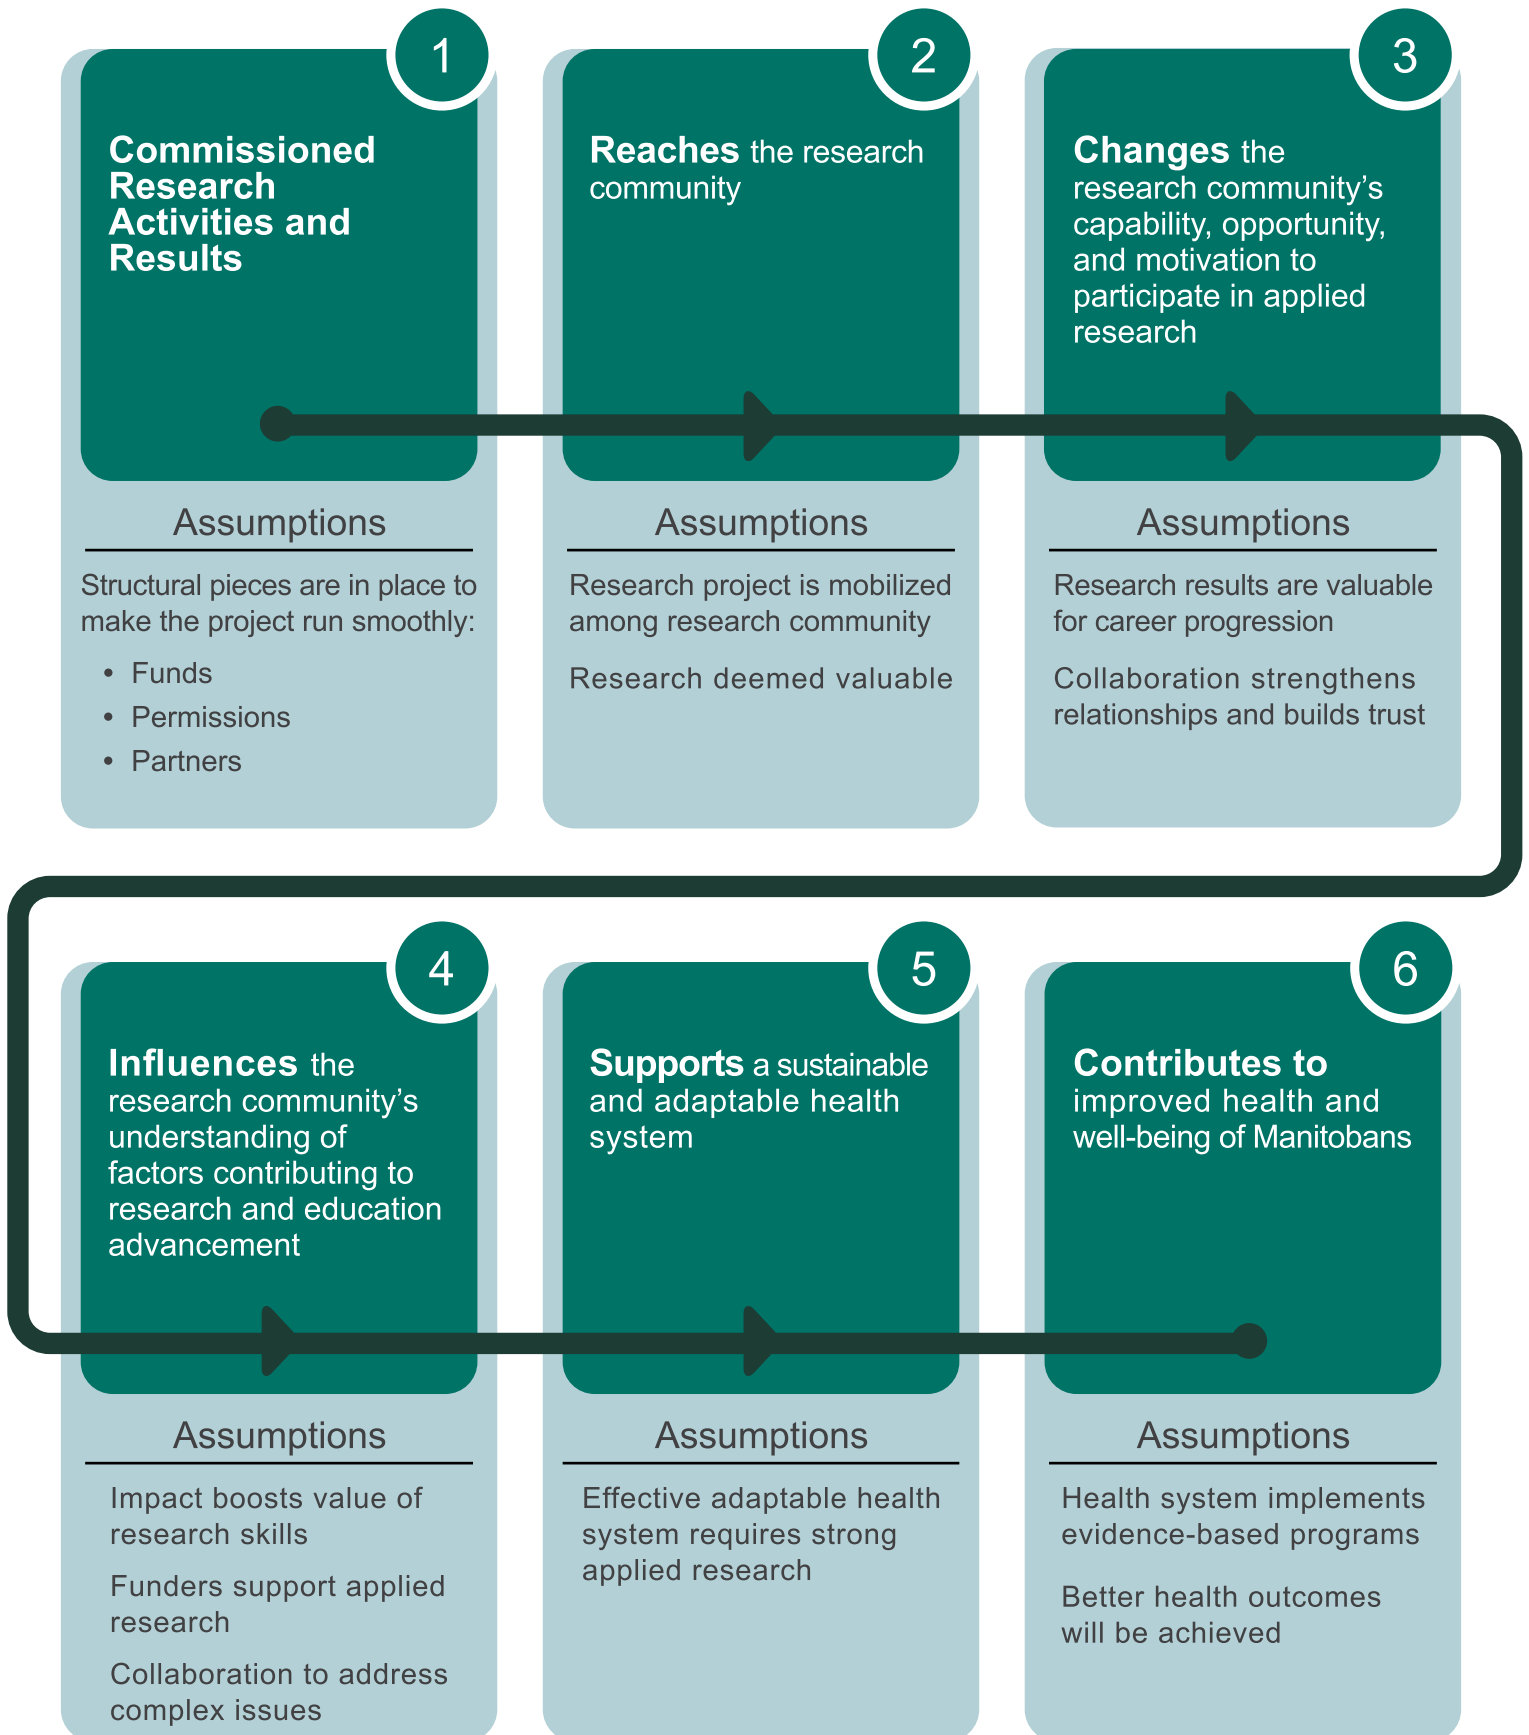 1
Commissioned
Research
Activities and
Results
Assumptions
Structural pieces are in place to
make the project run smoothly:
• Funds
• Permissions
• Partners
2
Reaches the research
community
Assumptions
Research project is mobilized
among research community
Research deemed valuable
3
Changes the
research community’s
capability, opportunity,
and motivation to
participate in applied
research
Assumptions
Research results are valuable
for career progression
Collaboration strengthens
relationships and builds trust
4
Influences the
research community’s
understanding of
factors contributing to
research and education
advancement
Assumptions
Impact boosts value of
research skills
Funders support applied
research
Collaboration to address
complex issues
5
Supports a sustainable
and adaptable health
system
Assumptions
Effective adaptable health
system requires strong
applied research
6
Contributes to
improved health and
well-being of Manitobans
Assumptions
Health system implements
evidence-based programs
Better health outcomes
will be achieved